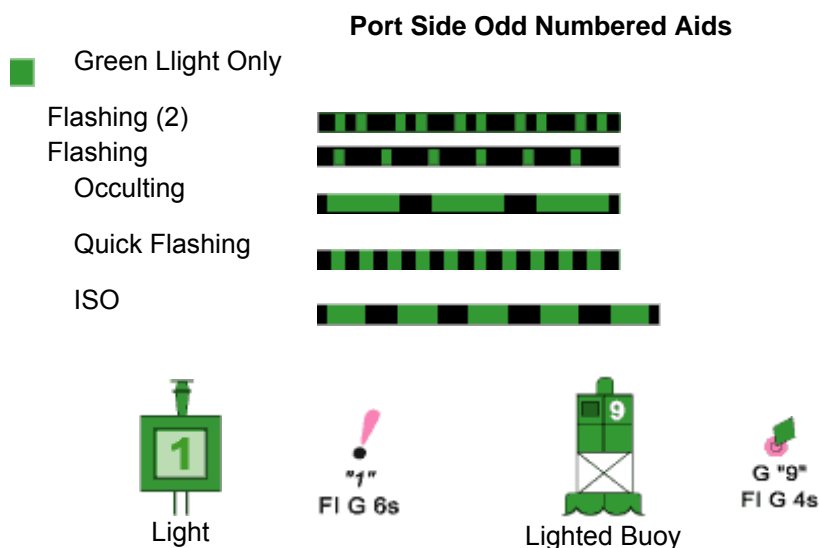 Port Side Odd Numbered Aids
Green Llight Only
Flashing (2)
Flashing
Occulting
Quick Flashing
ISO
1
Light
"1"
Fl G 6s
9
Lighted Buoy
G "9"
Fl G 4s